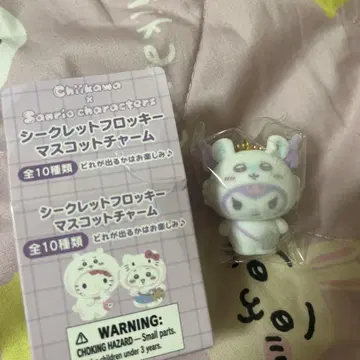 Chiikawa
×
Sanrio characters
シークレットフロッキー
マスコットチャーム
全10種類 どれが出るかはお楽しみ♪
シークレットフロッキー
マスコットチャーム
全10種類 どれが出るかはお楽しみ♪
WARNING:
CHOKING HAZARD — Small parts.
children under 3 years.